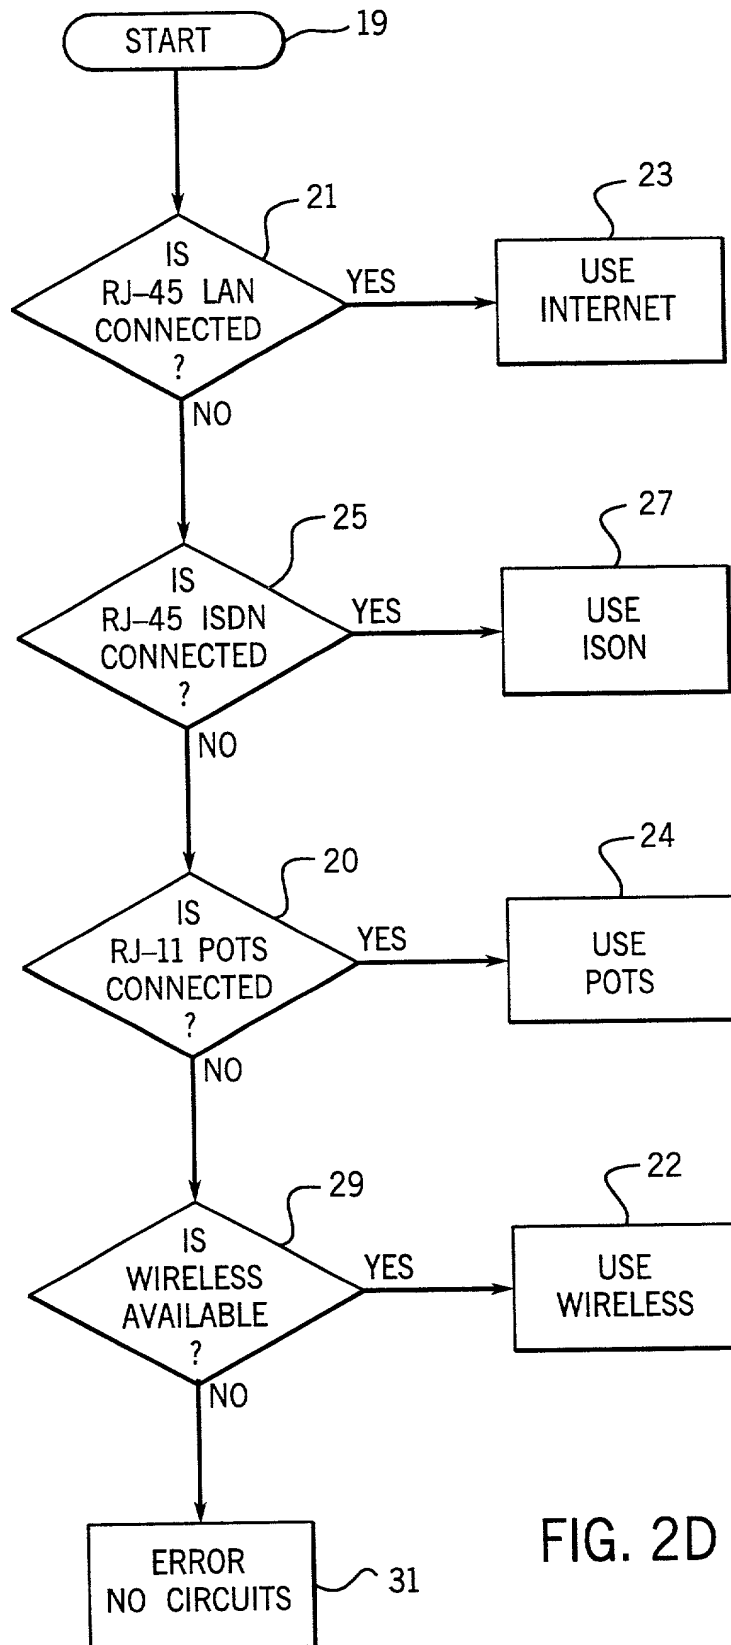 START
19
21
IS
RJ–45 LAN
CONNECTED
?
YES
NO
23
USE
INTERNET
25
IS
RJ–45 ISDN
CONNECTED
?
YES
NO
27
USE
ISON
20
IS
RJ–11 POTS
CONNECTED
?
YES
NO
24
USE
POTS
29
IS
WIRELESS
AVAILABLE
?
YES
NO
22
USE
WIRELESS
ERROR
NO CIRCUITS
31
FIG. 2D